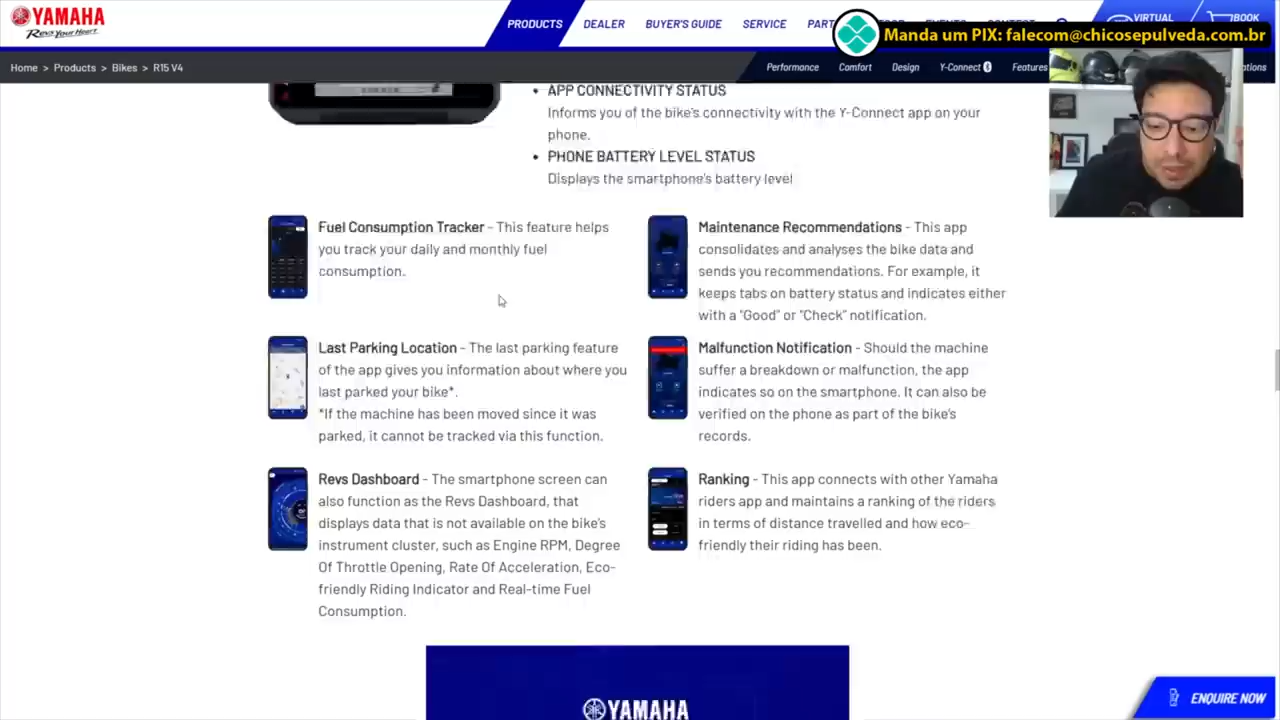 YAMAHA
Revs Your Heart
PRODUCTS DEALER BUYER'S GUIDE SERVICE
VIRTUAL
BOOK
Manda um PIX: falecom@chicosepulveda.com.br
Home > Products > Bikes > R15 V4
Performance Comfort Design Y-Connect Features
• APP CONNECTIVITY STATUS
Informs you of the bike's connectivity with the Y-Connect app on your
phone.
• PHONE BATTERY LEVEL STATUS
Displays the smartphone's battery level
Fuel Consumption Tracker - This feature helps
you track your daily and monthly fuel
consumption.
Maintenance Recommendations - This app
consolidates and analyses the bike data and
sends you recommendations. For example, it
keeps tabs on battery status and indicates either
with a "Good" or "Check" notification.
Last Parking Location - The last parking feature
of the app gives you information about where you
last parked your bike*.
*If the machine has been moved since it was
parked, it cannot be tracked via this function.
Malfunction Notification - Should the machine
suffer a breakdown or malfunction, the app
indicates so on the smartphone. It can also be
verified on the phone as part of the bike's
records.
Revs Dashboard - The smartphone screen can
also function as the Revs Dashboard, that
displays data that is not available on the bike's
instrument cluster, such as Engine RPM, Degree
Of Throttle Opening, Rate Of Acceleration, Eco-
friendly Riding Indicator and Real-time Fuel
Consumption.
Ranking - This app connects with other Yamaha
riders app and maintains a ranking of the riders
in terms of distance travelled and how eco-
friendly their riding has been.
YAMAHA
ENQUIRE NOW